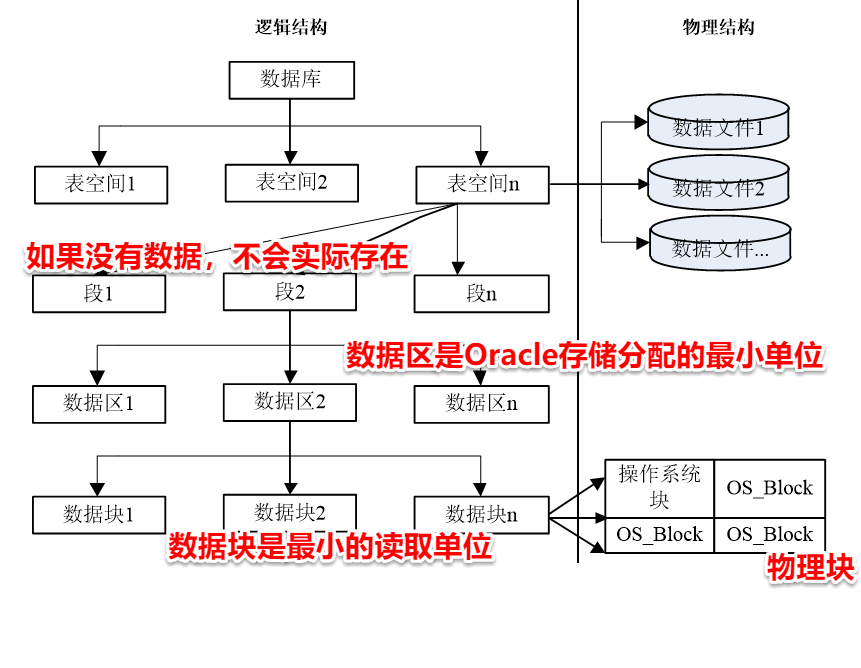 逻辑结构
物理结构
数据库
数据文件1
表空间1
表空间2
表空间n
数据文件2
如果没有数据，不会实际存在
数据文件...
段1
段2
段n
数据区是Oracle存储分配的最小单位
数据区1
数据区2
数据区n
操作系统
块
OS_Block
数据块1
数据块2
数据块n
OS_Block
OS_Block
数据块是最小的读取单位
物理块